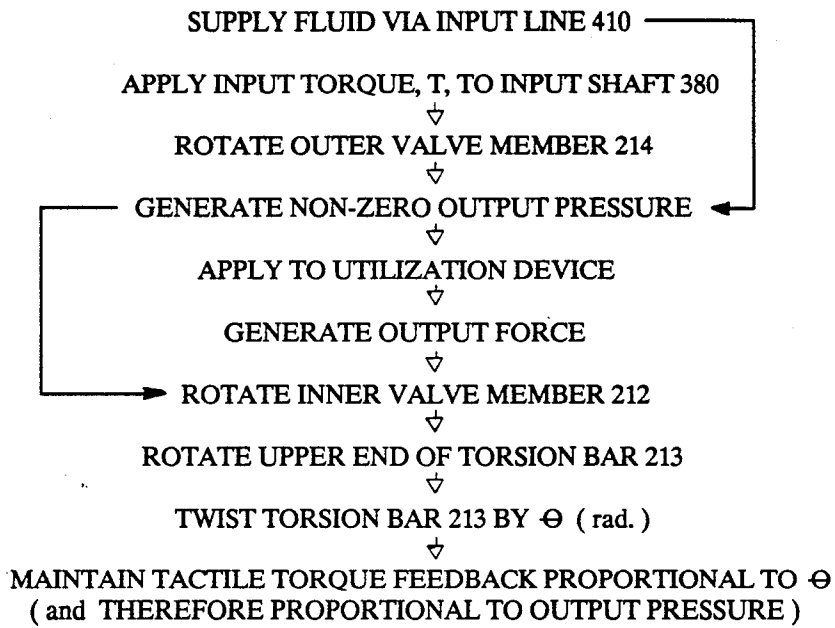 SUPPLY FLUID VIA INPUT LINE 410
APPLY INPUT TORQUE, T, TO INPUT SHAFT 380
ROTATE OUTER VALVE MEMBER 214
GENERATE NON-ZERO OUTPUT PRESSURE
APPLY TO UTILIZATION DEVICE
GENERATE OUTPUT FORCE
ROTATE INNER VALVE MEMBER 212
ROTATE UPPER END OF TORSION BAR 213
TWIST TORSION BAR 213 BY ϴ ( rad. )
MAINTAIN TACTILE TORQUE FEEDBACK PROPORTIONAL TO ϴ
( and THEREFORE PROPORTIONAL TO OUTPUT PRESSURE )